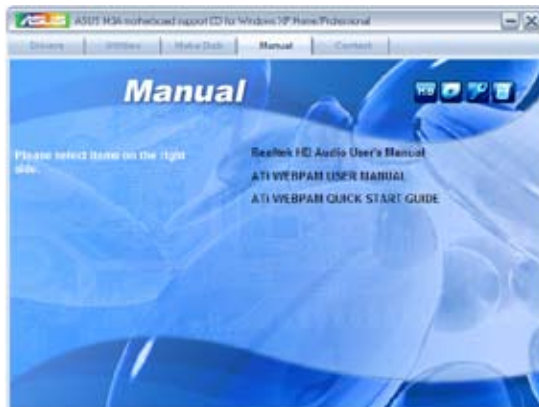 ASUS ASUS M3A motherboard support CD for Windows XP Home/Professional
Drivers Utilities Make Disk Manual Contact
Manual
Please select items on the right
side.
Realtek HD Audio User's Manual
ATI WEBPAM USER MANUAL
ATI WEBPAM QUICK START GUIDE